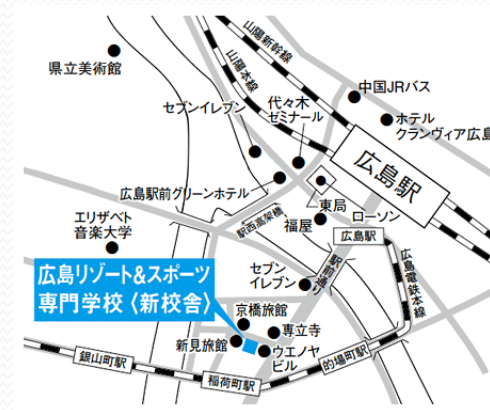 山陽新幹線
山陽本線
県立美術館
中国JRバス
セブンイレブン
代々木
ゼミナール
ホテル
クランヴィア広島
広島駅
広島駅前グリーンホテル
東局
ローソン
エリザベト
音楽大学
駅西高架橋
福屋
広島駅
広島電鉄本線
広島リゾート&スポーツ
専門学校〈新校舎〉
セブン
イレブン
駅前通り
京橋旅館
専立寺
新見旅館
ウエノヤ
ビル
銀山町駅
稲荷町駅
的場町駅